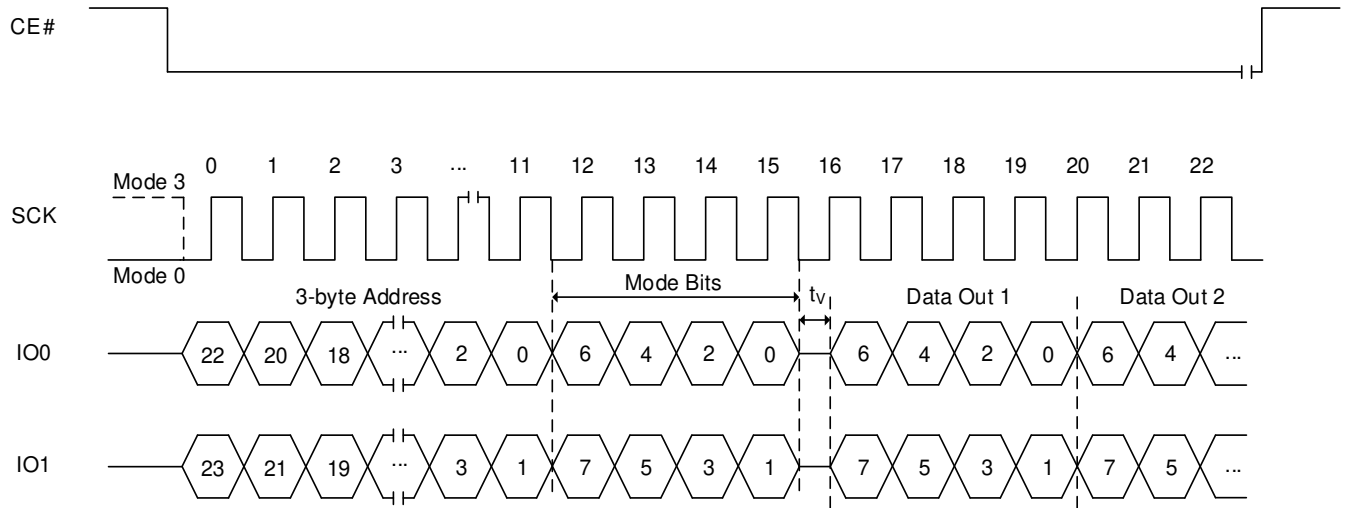 CE#
0 1 2 3 ... 11 12 13 14 15 16 17 18 19 20 21 22
Mode 3
SCK
Mode 0
3-byte Address Mode Bits tV Data Out 1 Data Out 2
IO0 22 20 18 ... 2 0 6 4 2 0 6 4 2 0 6 4 ...
IO1 23 21 19 ... 3 1 7 5 3 1 7 5 3 1 7 5 ...